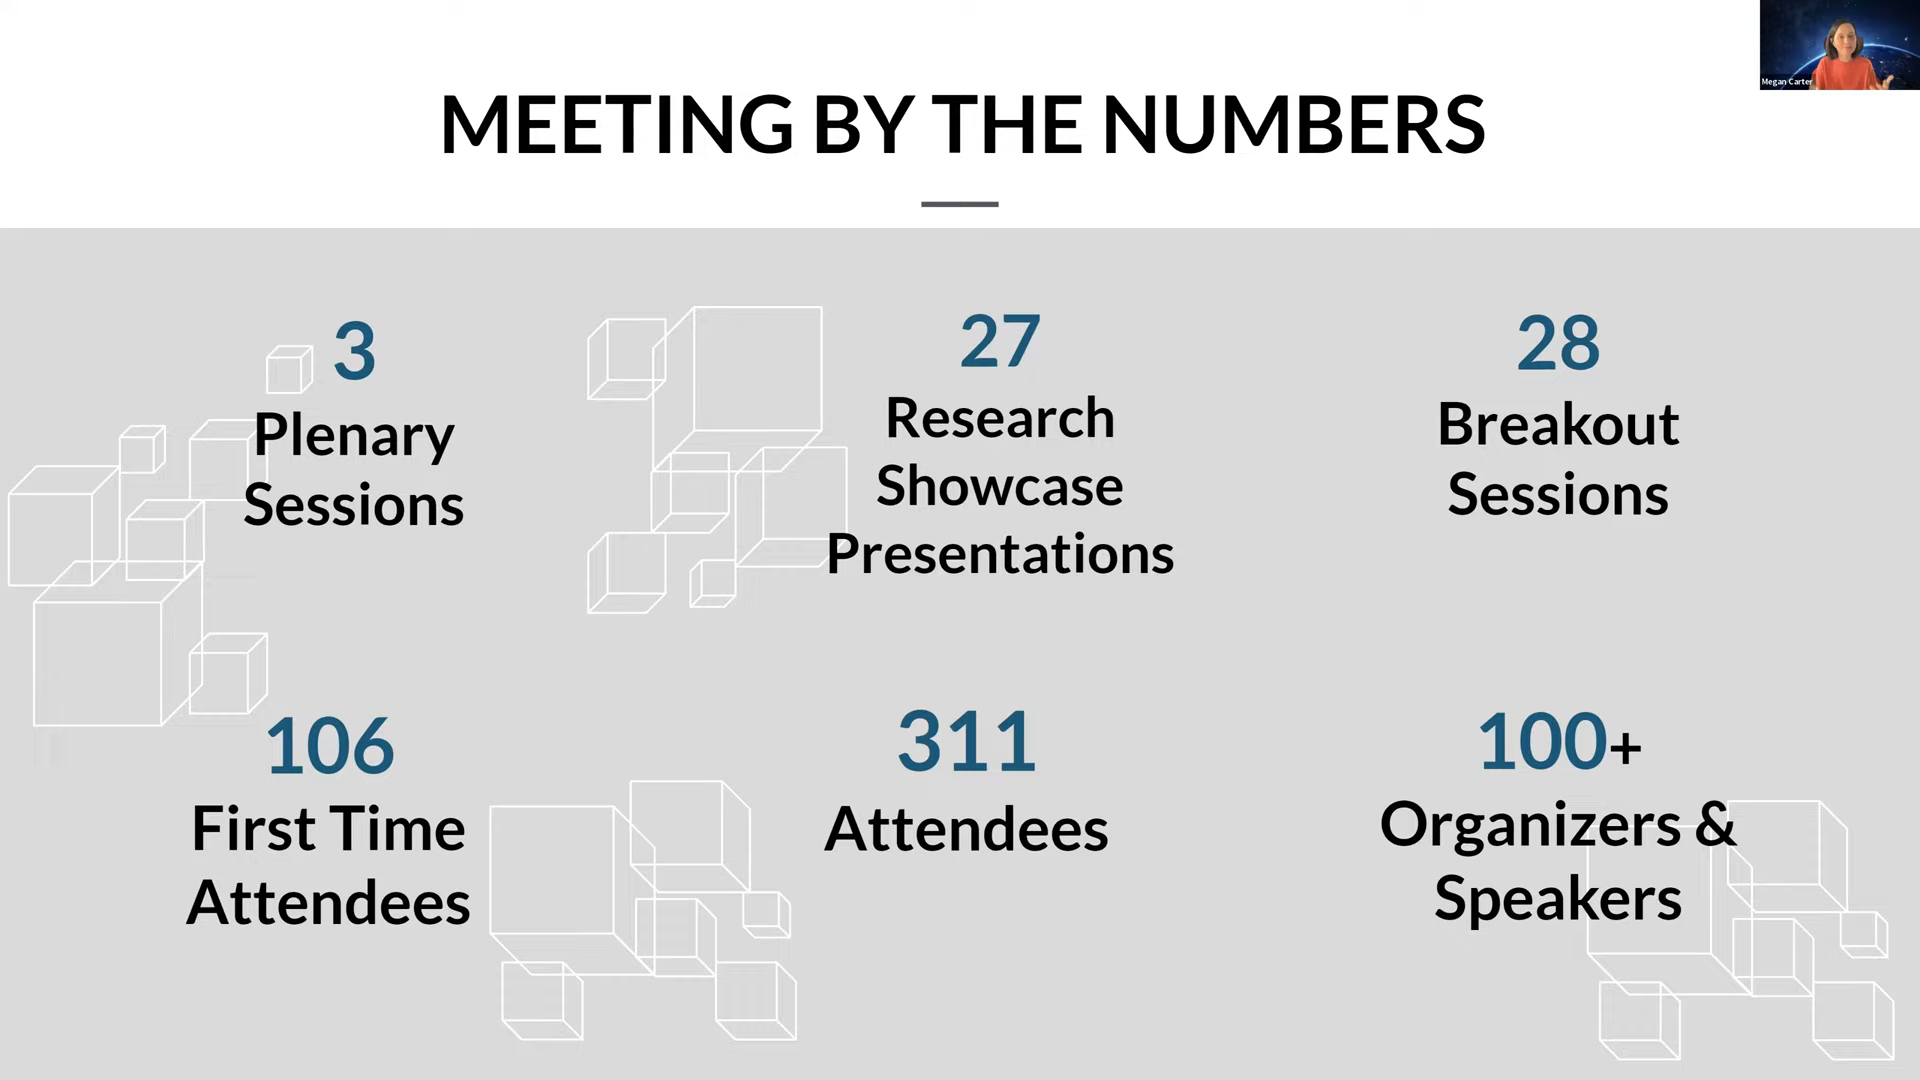 MEETING BY THE NUMBERS
Megan Carter
3
Plenary
Sessions
27
Research
Showcase
Presentations
28
Breakout
Sessions
106
First Time
Attendees
311
Attendees
100+
Organizers &
Speakers